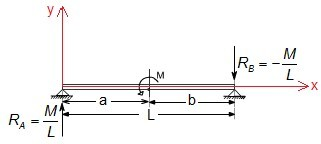 y
M
R_B = -M/L
x
a
b
L
R_A = M/L